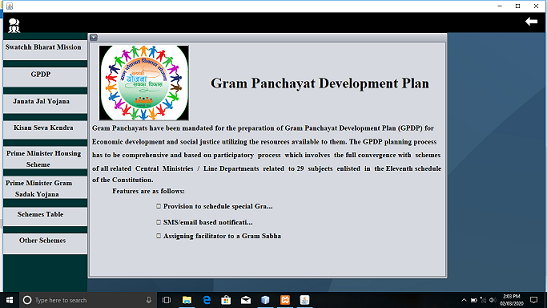 Swatchh Bharat Mission
GPDP
Janata Jal Yojana
Kisan Seva Kendra
Prime Minister Housing
Scheme
Prime Minister Gram
Sadak Yojana
Schemes Table
Other Schemes
Gram Panchayat Development Plan
Gram Panchayats have been mandated for the preparation of Gram Panchayat Development Plan (GPDP) for
Economic development and social justice utilizing the resources available to them. The GPDP planning process
has to be comprehensive and based on participatory process which involves the full convergence with schemes
of all related Central Ministries / Line Departments related to 29 subjects enlisted in the Eleventh schedule
of the Constitution.
Features are as follows:
Provision to schedule special Gra...
SMS/email based notificati...
Assigning facilitator to a Gram Sabha
Type here to search
2:03 PM
02/03/2020